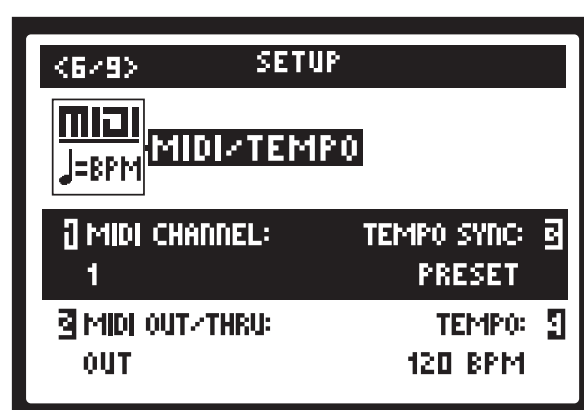 <6/9> SETUP
MIDI
♩=BPM
MIDI/TEMPO
1 MIDI CHANNEL: TEMPO SYNC: 3
1 PRESET
2 MIDI OUT/THRU: TEMPO: 4
OUT 120 BPM